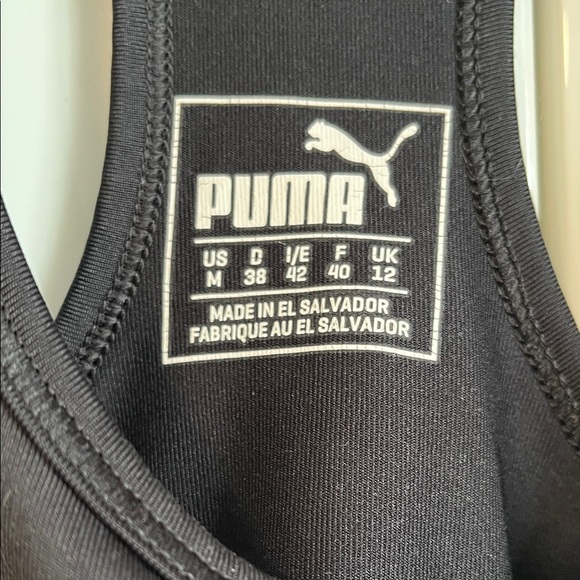 PUMA
US D I/E F UK
M 38 42 40 12
MADE IN EL SALVADOR
FABRIQUE AU EL SALVADOR